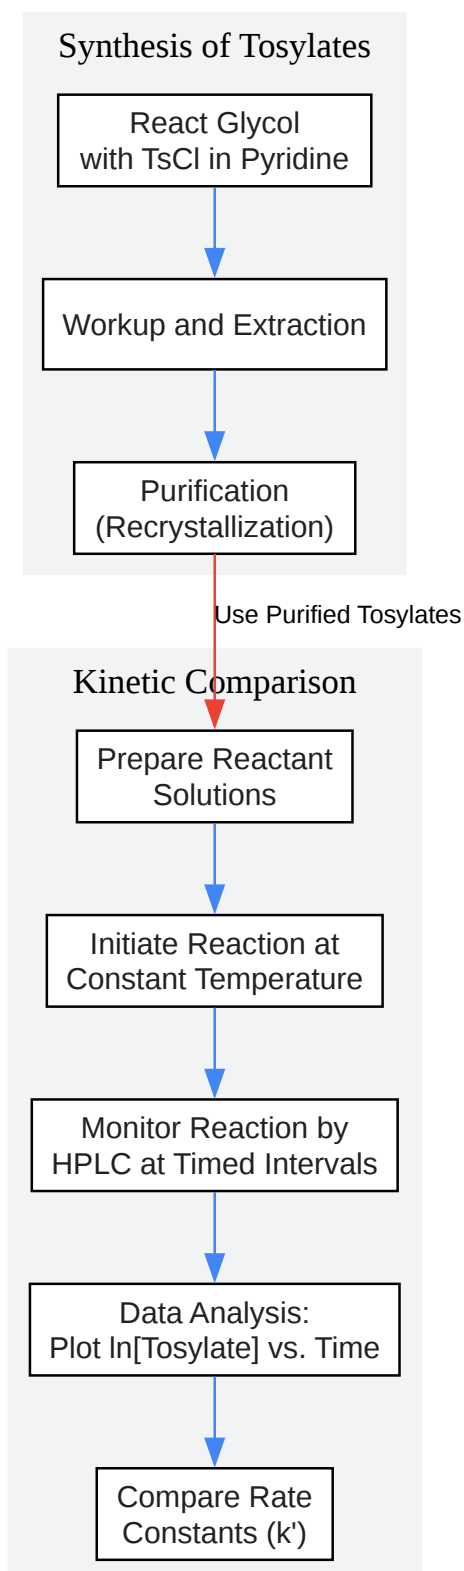 Synthesis of Tosylates
React Glycol
with TsCl in Pyridine
Workup and Extraction
Purification
(Recrystallization)
Use Purified Tosylates
Kinetic Comparison
Prepare Reactant
Solutions
Initiate Reaction at
Constant Temperature
Monitor Reaction by
HPLC at Timed Intervals
Data Analysis:
Plot ln[Tosylate] vs. Time
Compare Rate
Constants (k')